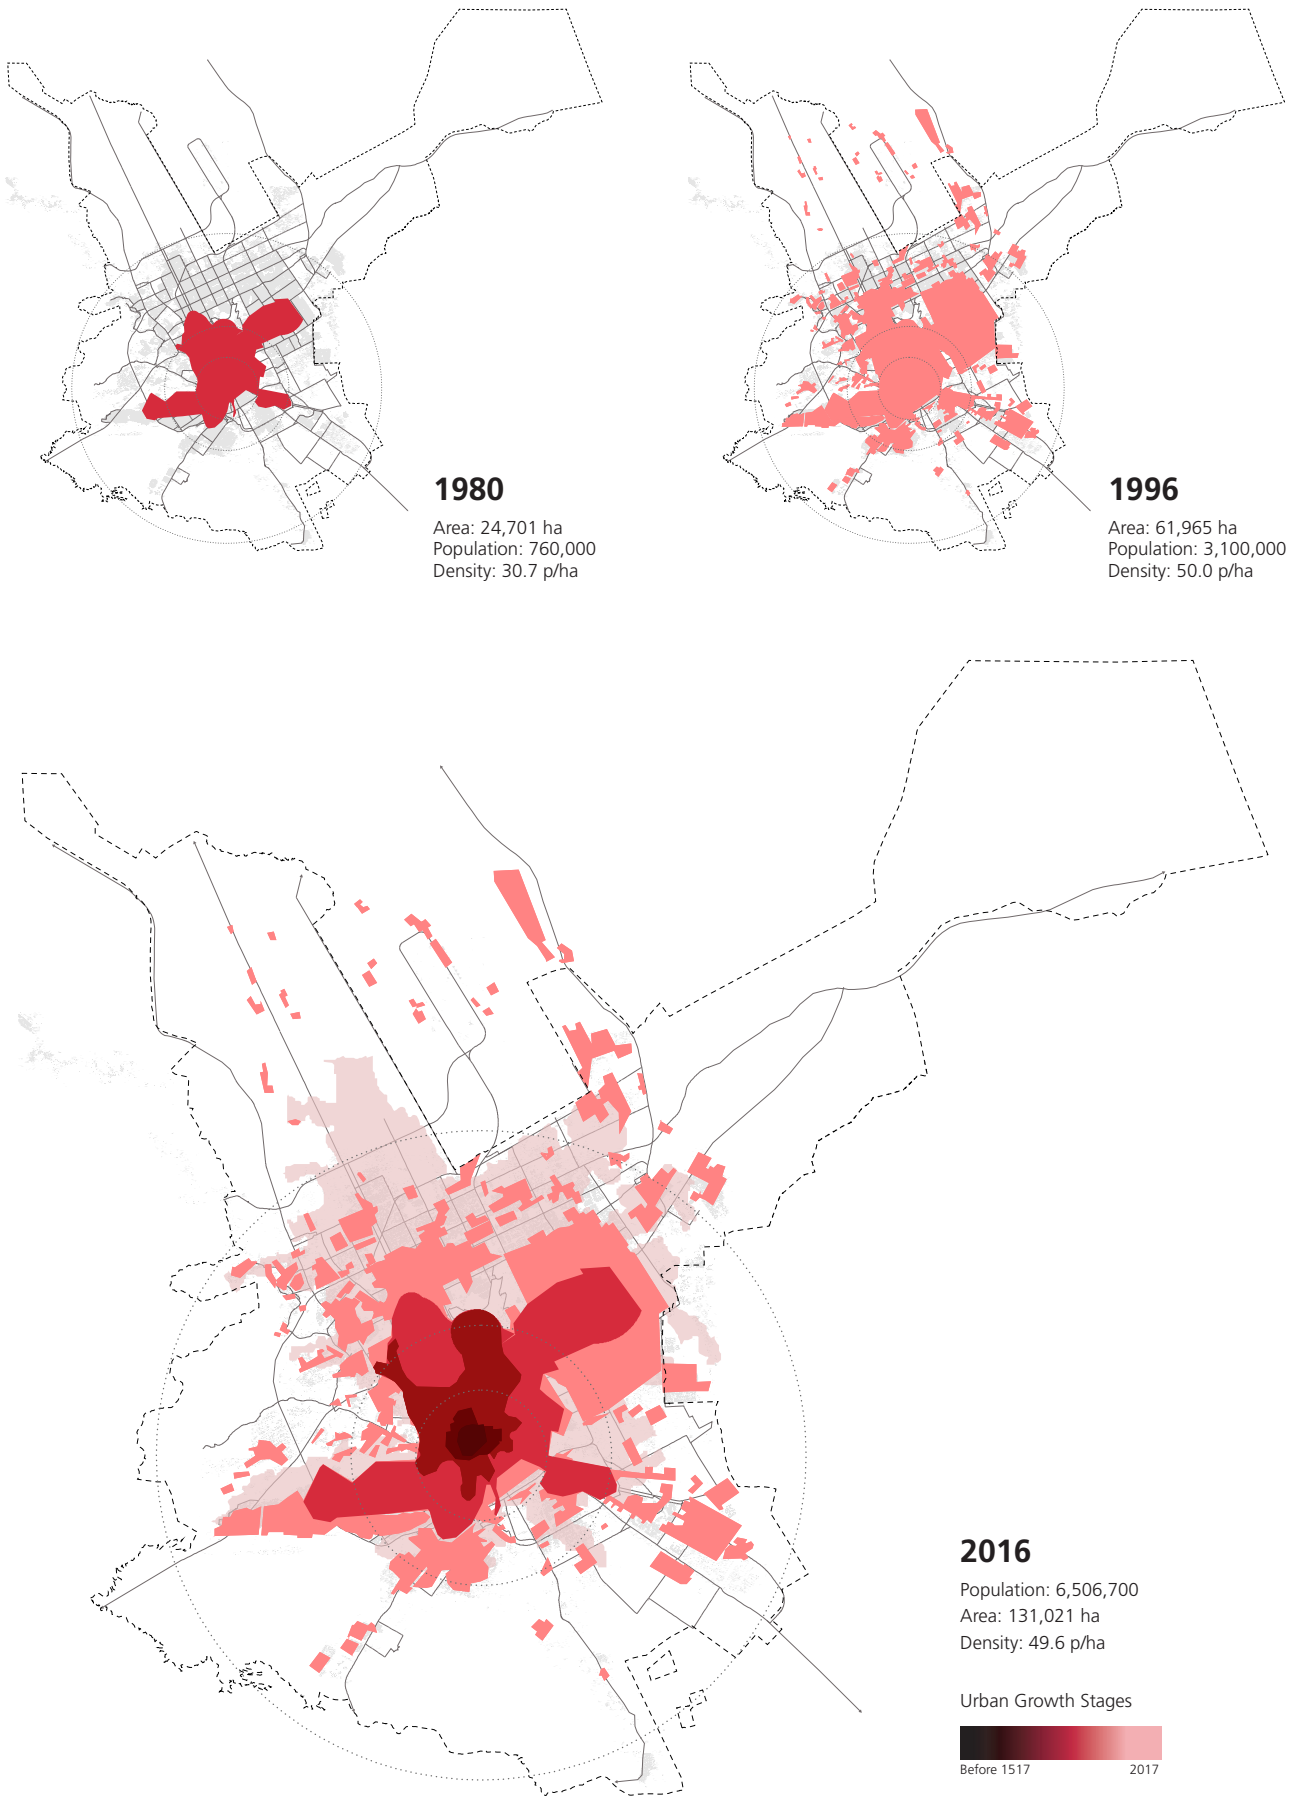 1980
Area: 24,701 ha
Population: 760,000
Density: 30.7 p/ha
1996
Area: 61,965 ha
Population: 3,100,000
Density: 50.0 p/ha
2016
Population: 6,506,700
Area: 131,021 ha
Density: 49.6 p/ha
Urban Growth Stages
Before 1517
2017